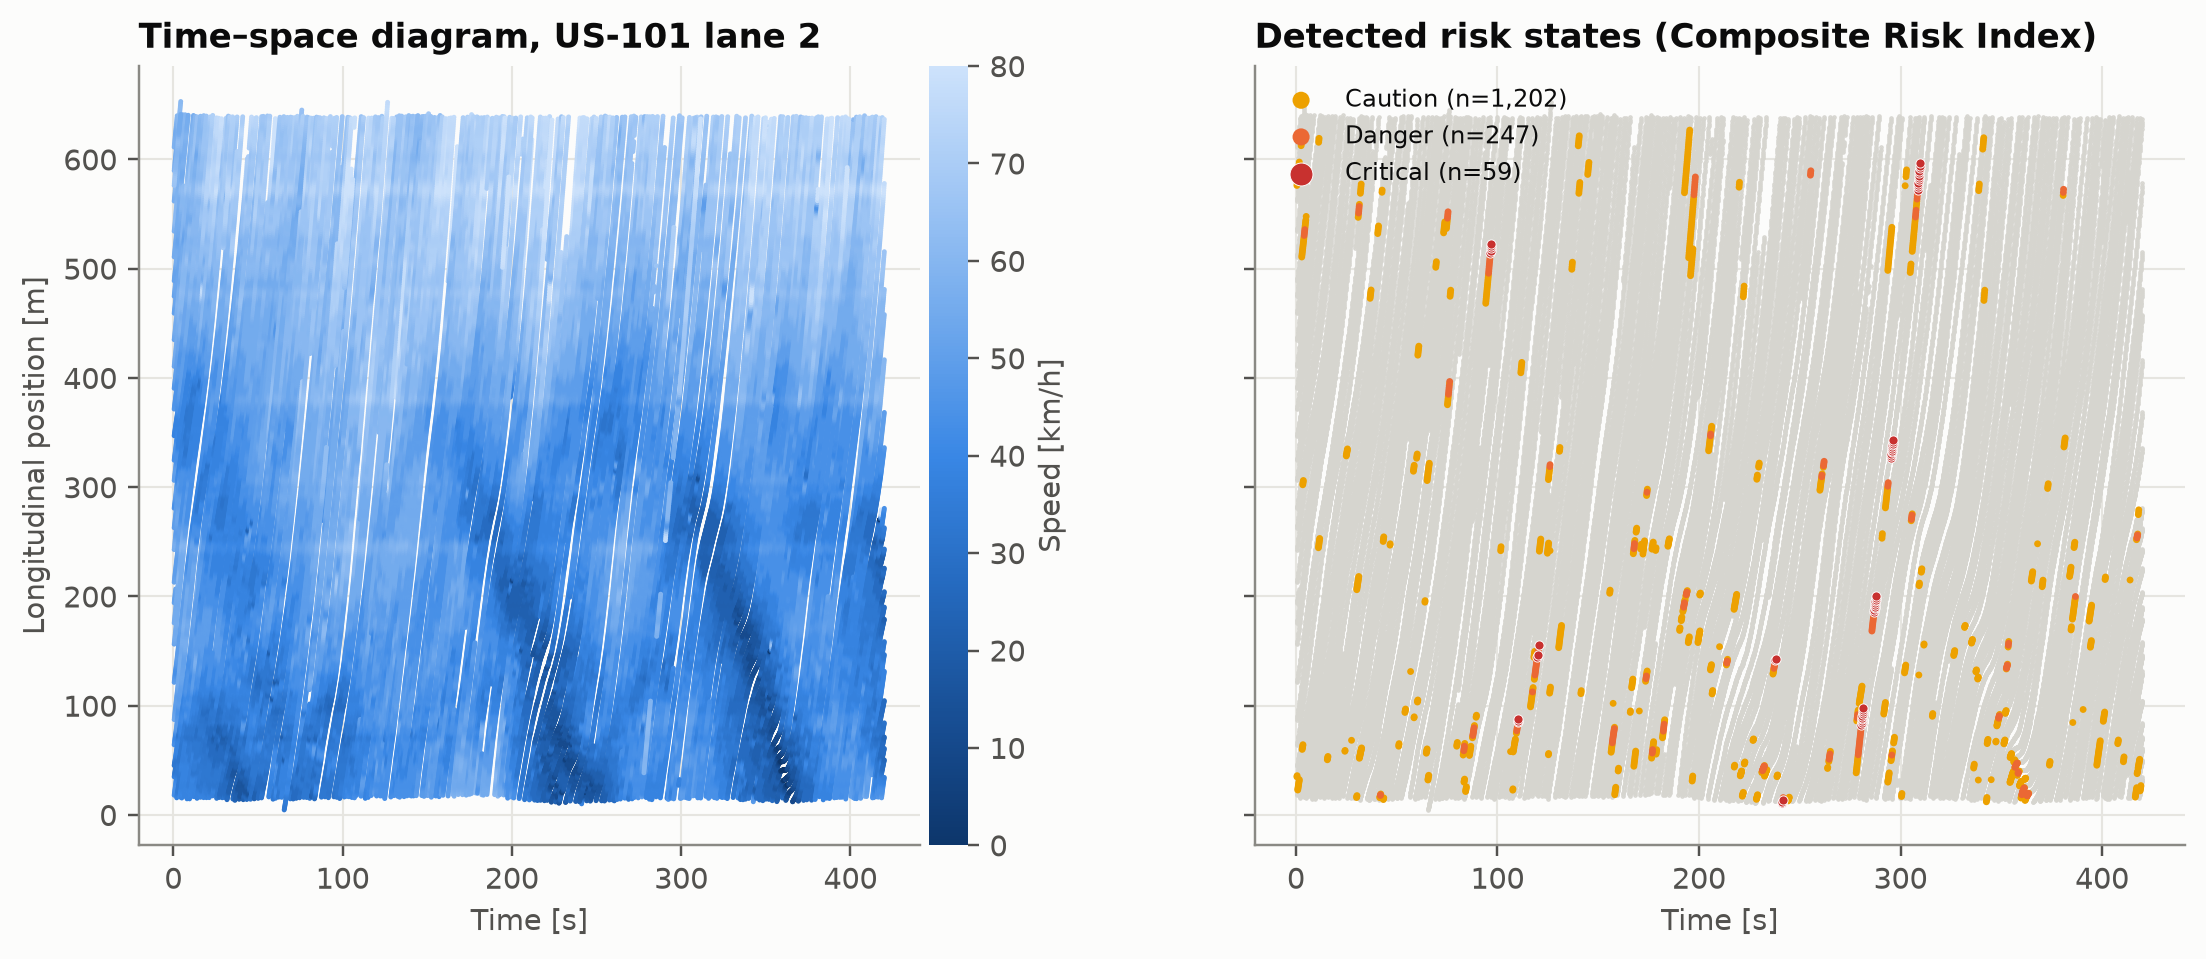 Time–space diagram, US-101 lane 2
Longitudinal position [m]
600
500
400
300
200
100
0
0
100
200
300
400
Time [s]
80
70
60
50
40
30
20
10
0
Speed [km/h]
Detected risk states (Composite Risk Index)
Caution (n=1,202)
Danger (n=247)
Critical (n=59)
0
100
200
300
400
Time [s]